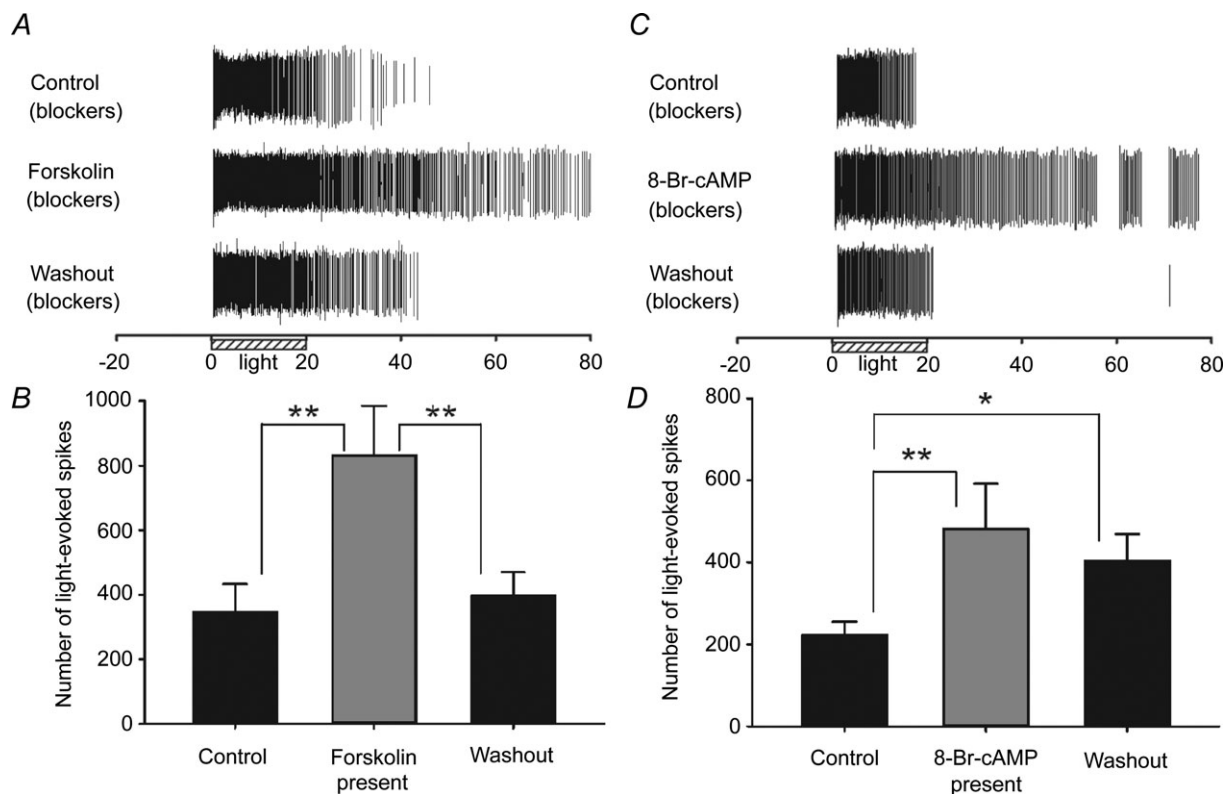 A
Control
(blockers)
Forskolin
(blockers)
Washout
(blockers)
-20 0 20 40 60 80
light
B
Number of light-evoked spikes
1000
800
600
400
200
0
** **
Control Forskolin present Washout
C
Control
(blockers)
8-Br-cAMP
(blockers)
Washout
(blockers)
-20 0 20 40 60 80
light
D
Number of light-evoked spikes
800
600
400
200
0
*
**
Control 8-Br-cAMP present Washout